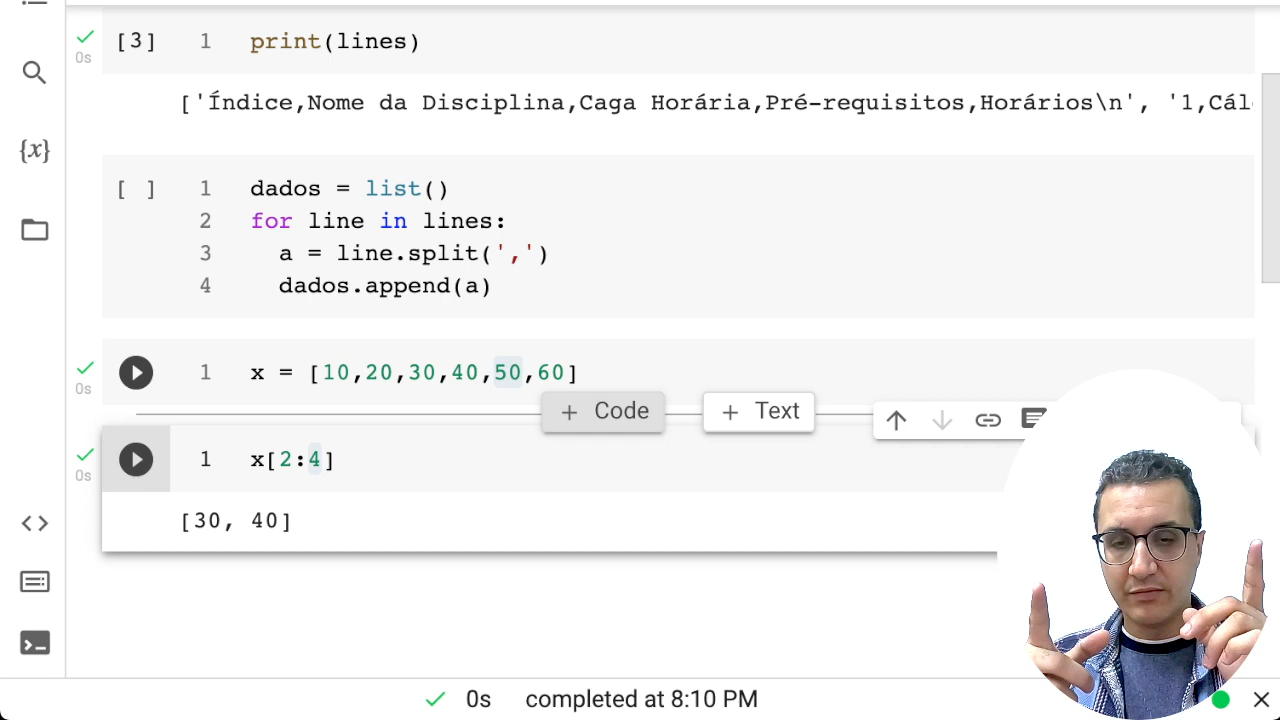 [3] 1 print(lines)
0s
['Índice,Nome da Disciplina,Caga Horária,Pré-requisitos,Horários\n', '1,Cál
{x}
[ ] 1 dados = list()
2 for line in lines:
3 a = line.split(',')
4 dados.append(a)
1 x = [10,20,30,40,50,60]
0s
+ Code + Text
1 x[2:4]
0s
[30, 40]
0s completed at 8:10 PM